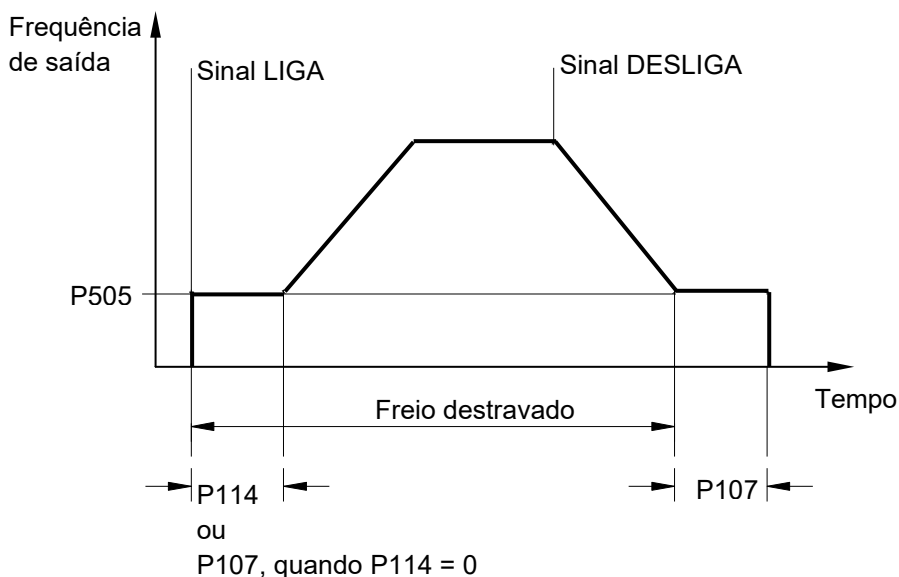 Frequência
de saída
Sinal LIGA
Sinal DESLIGA
P505
Tempo
Freio destravado
P114
ou
P107, quando P114 = 0
P107